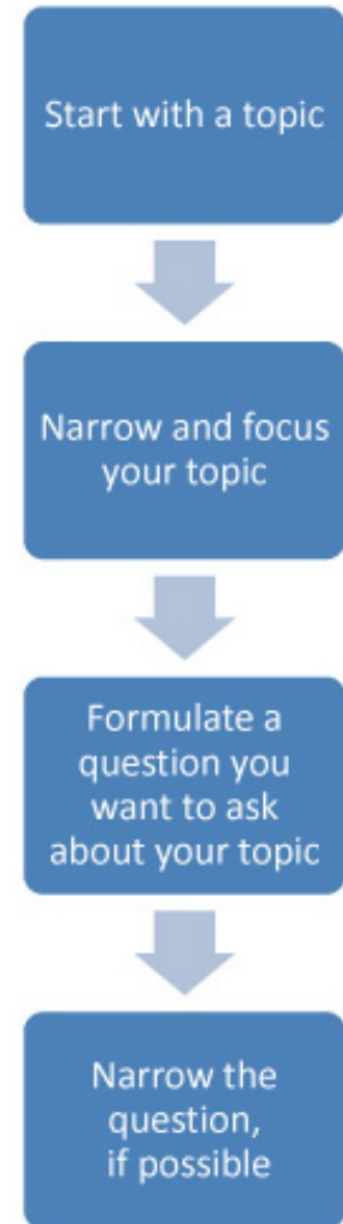 Start with a topic
Narrow and focus
your topic
Formulate a
question you
want to ask
about your topic
Narrow the
question,
if possible